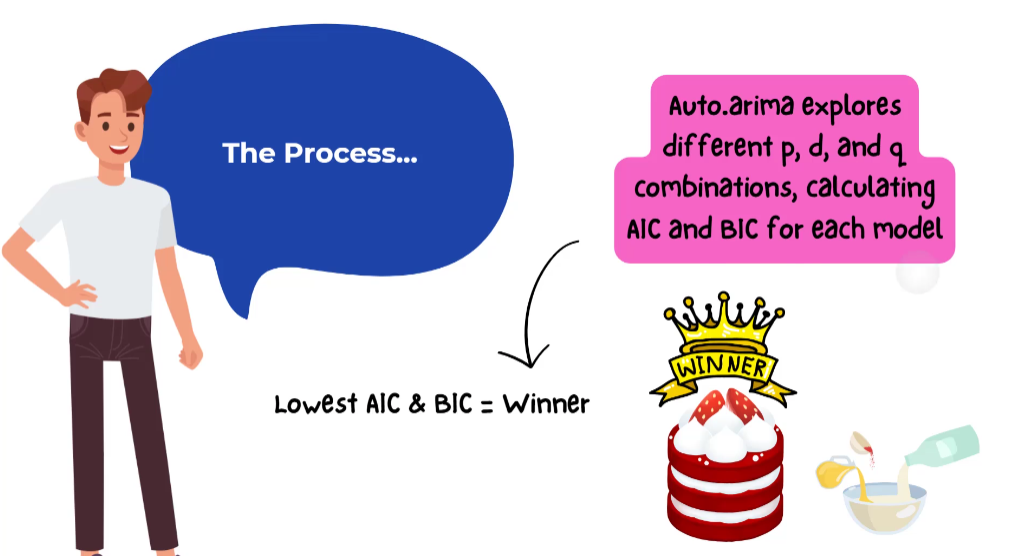 The Process...
Auto.arima explores
different p, d, and q
combinations, calculating
AIC and BIC for each model
Lowest AIC & BIC = Winner
WINNER